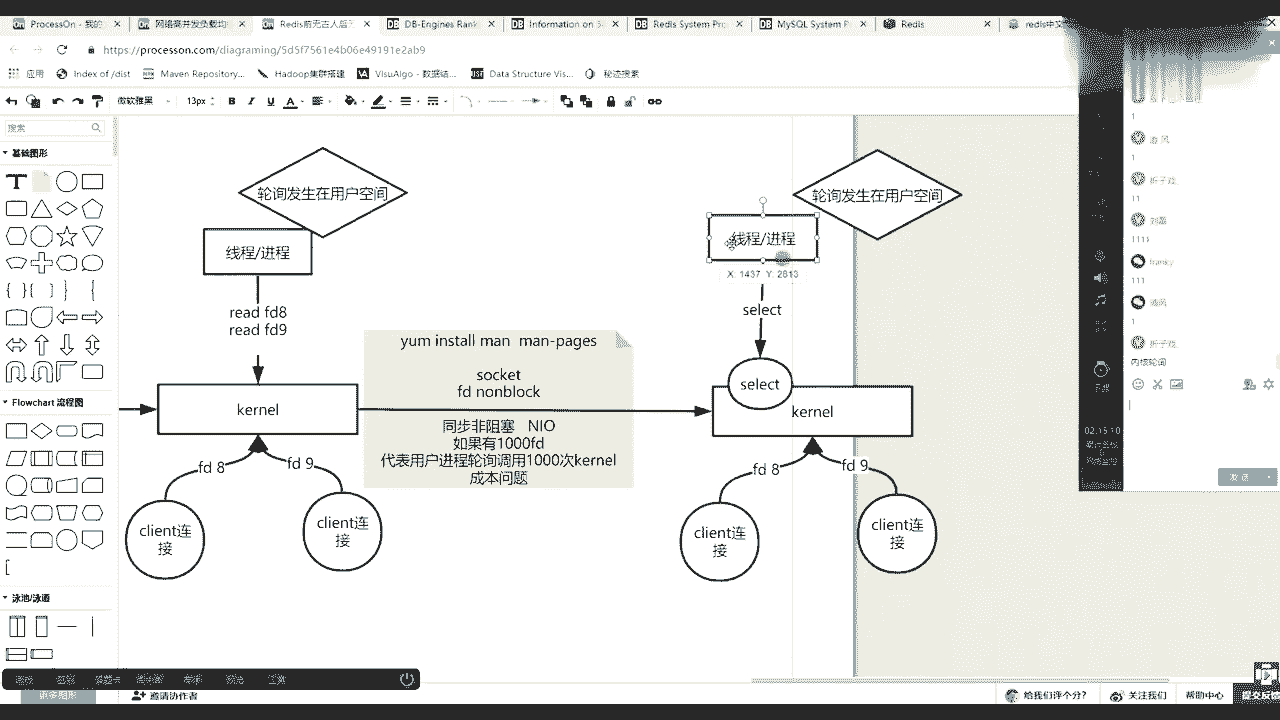 ProcessOn - 我的
网络高并发负载均
Redis前无古人版
DB-Engines Rank
Information on
Redis System Pro
MySQL System P
Redis
redis中文
https://processon.com/diagraming/5d5f7561e4b06e49191e2ab9
应用
Index of /dist
Maven Repository:...
Hadoop集群搭建
VisuAlgo - 数据结...
Data Structure Vis...
秘迹搜索
微软雅黑
13px
B I U A
搜索
基础图形
Flowchart 流程图
泳池/泳道
轮询发生在用户空间
线程/进程
read fd8
read fd9
kernel
fd 8
fd 9
client连接
client连接
yum install man man-pages
socket
fd nonblock
同步非阻塞 NIO
如果有1000fd
代表用户进程轮询调用1000次kernel
成本问题
轮询发生在用户空间
线程/进程
X: 1437 Y: 2813
select
select
kernel
fd 8
fd 9
client连接
client连接
1
1
11
111
1
内核轮询
02:15:10
发 送
邀请协作者
给我们评个分?
关注我们
帮助中心
提交反馈